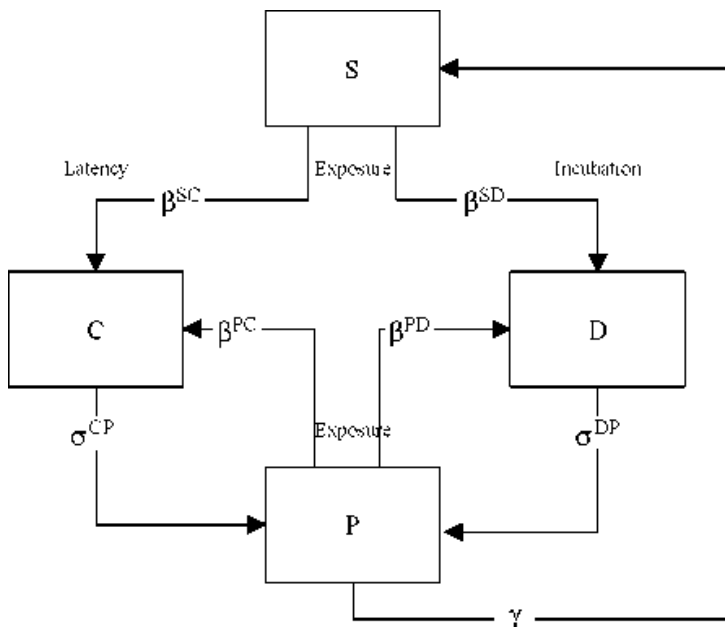 S
Latency
Exposure
Incubation
β^SC
β^SD
C
β^PC
β^PD
D
σ^CP
Exposure
σ^DP
P
γ